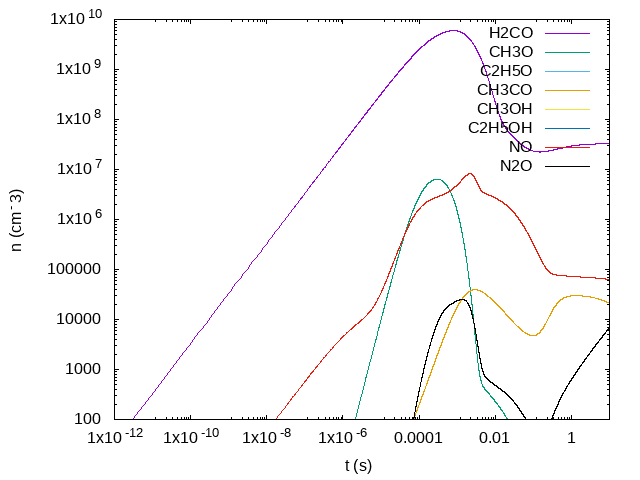 1x10^10
1x10^9
1x10^8
1x10^7
1x10^6
100000
10000
1000
100
n (cm^-3)
H2CO
CH3O
C2H5O
CH3CO
CH3OH
C2H5OH
NO
N2O
1x10^-12
1x10^-10
1x10^-8
1x10^-6
0.0001
0.01
1
t (s)